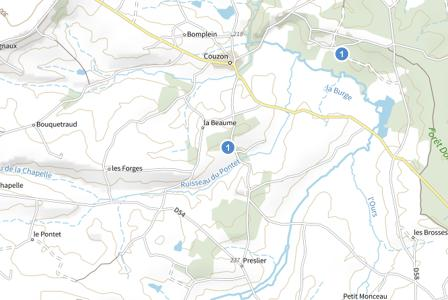 Bomplein
218
Couzon
1
la Burge
la Beaume
Bouquetraud
1
les Forges
Ruisseau du Pontet
de la Chapelle
D54
l'Ours
le Pontet
237
Preslier
les Brosses
D58
Petit Monceau